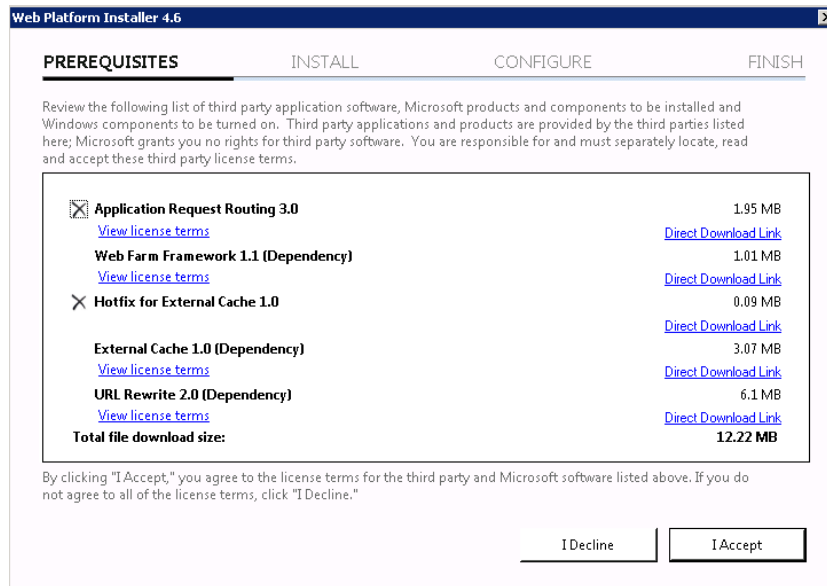 Web Platform Installer 4.6
PREREQUISITES INSTALL CONFIGURE FINISH
Review the following list of third party application software, Microsoft products and components to be installed and
Windows components to be turned on. Third party applications and products are provided by the third parties listed
here; Microsoft grants you no rights for third party software. You are responsible for and must separately locate, read
and accept these third party license terms.
Application Request Routing 3.0 1.95 MB
View license terms Direct Download Link
Web Farm Framework 1.1 (Dependency) 1.01 MB
View license terms Direct Download Link
Hotfix for External Cache 1.0 0.09 MB
Direct Download Link
External Cache 1.0 (Dependency) 3.07 MB
View license terms Direct Download Link
URL Rewrite 2.0 (Dependency) 6.1 MB
View license terms Direct Download Link
Total file download size: 12.22 MB
By clicking "I Accept," you agree to the license terms for the third party and Microsoft software listed above. If you do
not agree to all of the license terms, click "I Decline."
I Decline I Accept